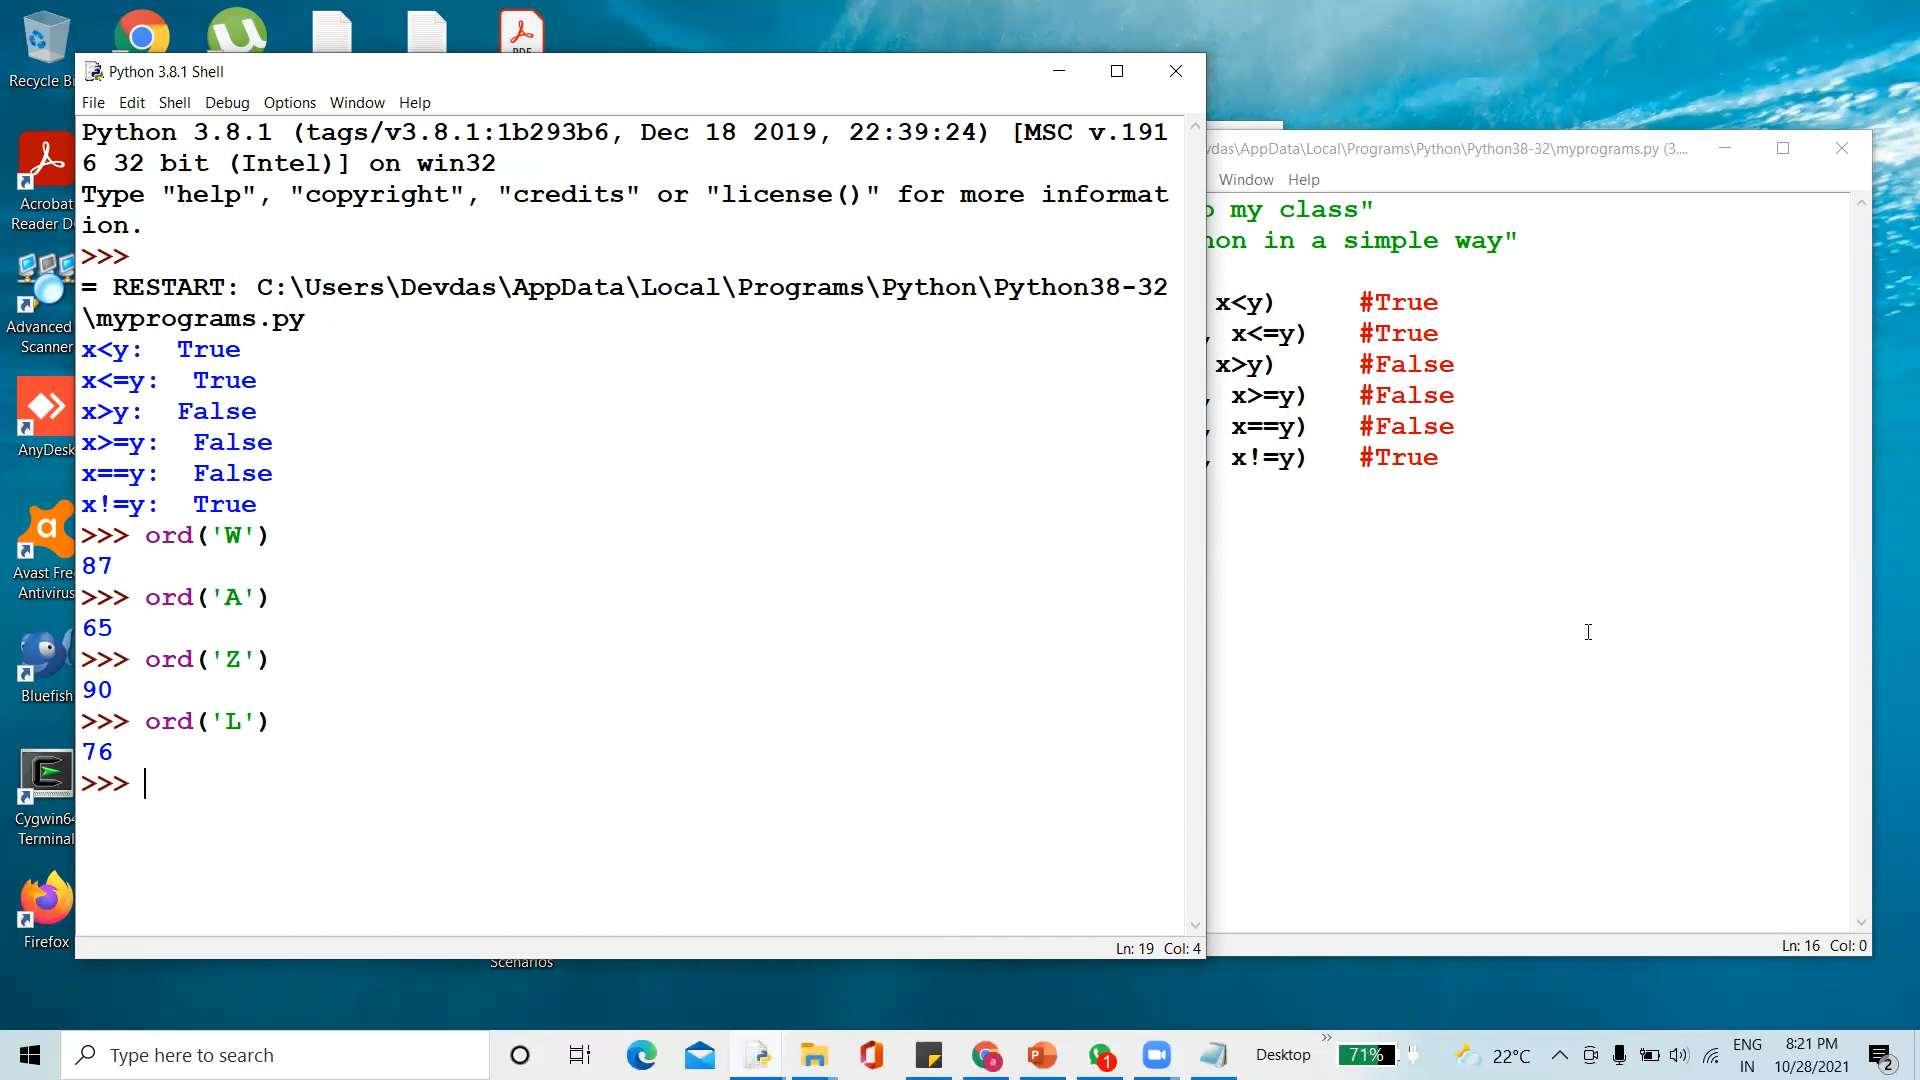 Recycle Bi
PDF
Python 3.8.1 Shell
File Edit Shell Debug Options Window Help
Python 3.8.1 (tags/v3.8.1:1b293b6, Dec 18 2019, 22:39:24) [MSC v.191
6 32 bit (Intel)] on win32
Type "help", "copyright", "credits" or "license()" for more informat
ion.
>>>
= RESTART: C:\Users\Devdas\AppData\Local\Programs\Python\Python38-32
\myprograms.py
x<y:  True
x<=y:  True
x>y:  False
x>=y:  False
x==y:  False
x!=y:  True
>>> ord('W')
87
>>> ord('A')
65
>>> ord('Z')
90
>>> ord('L')
76
>>>
Ln: 19 Col: 4
vdas\AppData\Local\Programs\Python\Python38-32\myprograms.py (3....
Window Help
o my class"
hon in a simple way"
x<y) #True
, x<=y) #True
x>y) #False
, x>=y) #False
, x==y) #False
, x!=y) #True
Ln: 16 Col: 0
Acrobat
Reader D
Advanced
Scanner
AnyDesk
Avast Fre
Antivirus
Bluefish
Cygwin64
Terminal
Firefox
Scenarios
Type here to search
Desktop
71%
22°C
ENG
IN
8:21 PM
10/28/2021
1
2